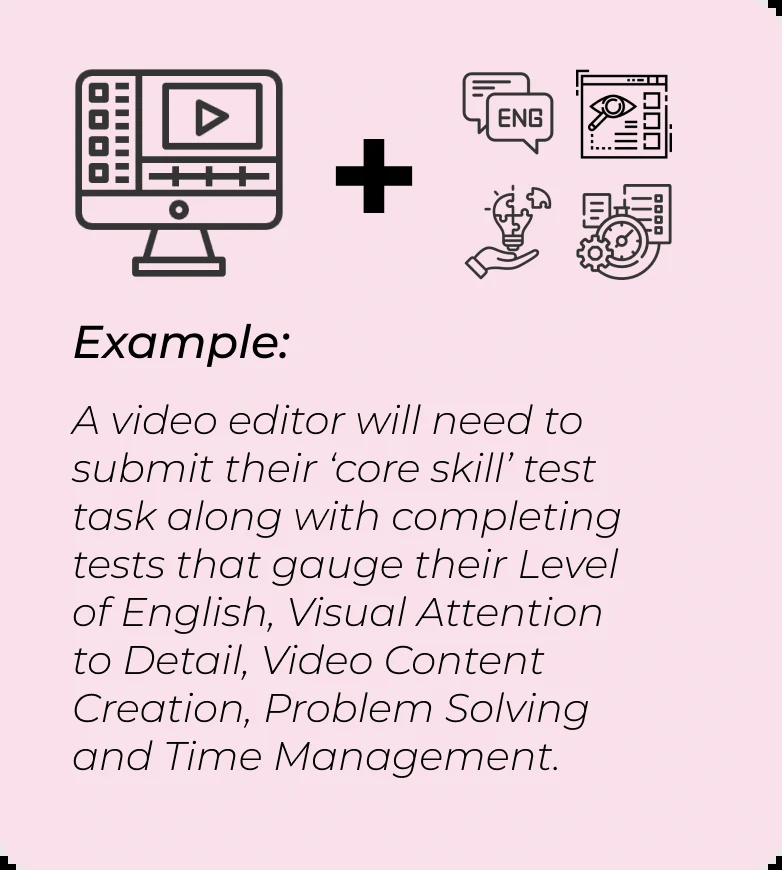 ENG
Example:
A video editor will need to
submit their ‘core skill’ test
task along with completing
tests that gauge their Level
of English, Visual Attention
to Detail, Video Content
Creation, Problem Solving
and Time Management.